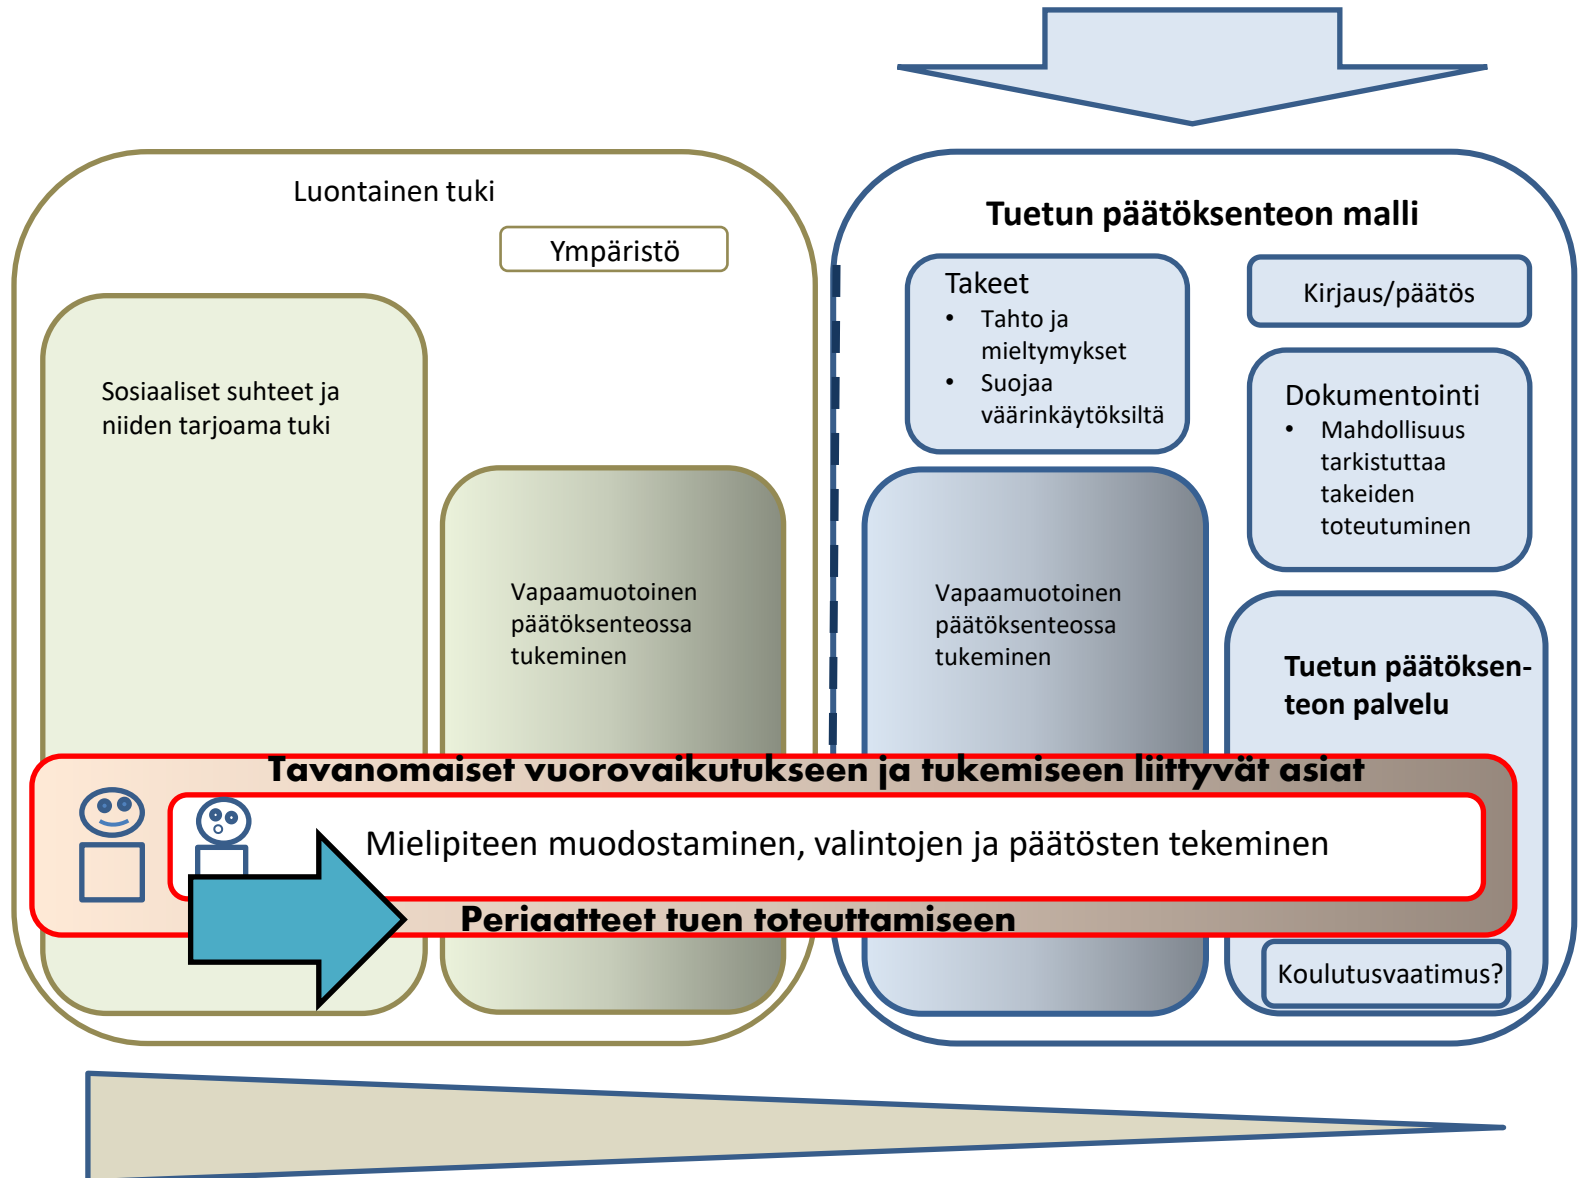 Luontainen tuki
Ympäristö
Sosiaaliset suhteet ja
niiden tarjoama tuki
Vapaamuotoinen
päätöksenteossa
tukeminen
Tuetun päätöksenteon malli
Takeet
• Tahto ja
mieltymykset
• Suojaa
väärinkäytöksiltä
Kirjaus/päätös
Dokumentointi
• Mahdollisuus
tarkistuttaa
takeiden
toteutuminen
Vapaamuotoinen
päätöksenteossa
tukeminen
Tuetun päätöksen-
teon palvelu
Tavanomaiset vuorovaikutukseen ja tukemiseen liittyvät asiat
Mielipiteen muodostaminen, valintojen ja päätösten tekeminen
Periaatteet tuen toteuttamiseen
Koulutusvaatimus?